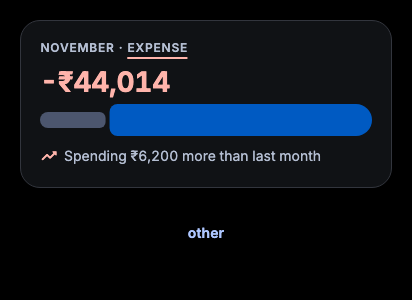 NOVEMBER · EXPENSE
-₹44,014
Spending ₹6,200 more than last month
other